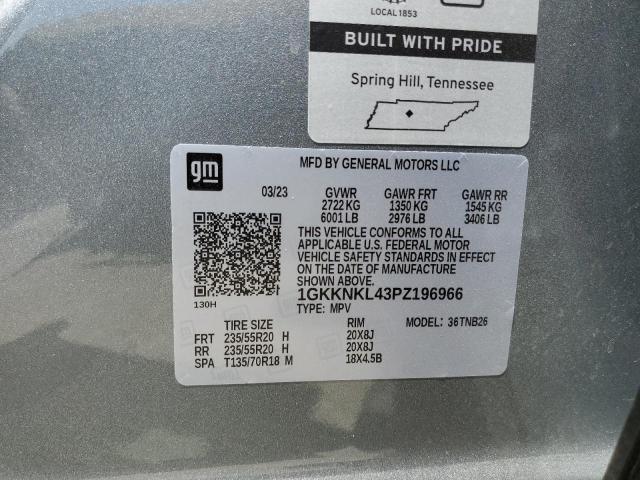 LOCAL 1853
BUILT WITH PRIDE
Spring Hill, Tennessee
gm
MFD BY GENERAL MOTORS LLC
03/23 GVWR GAWR FRT GAWR RR
2722 KG 1350 KG 1545 KG
6001 LB 2976 LB 3406 LB
THIS VEHICLE CONFORMS TO ALL
APPLICABLE U.S. FEDERAL MOTOR
VEHICLE SAFETY STANDARDS IN EFFECT
ON THE DATE OF MANUFACTURE
SHOWN ABOVE.
1GKKNKL43PZ196966
130H
TYPE: MPV
TIRE SIZE RIM MODEL: 36TNB26
FRT 235/55R20 H 20X8J
RR 235/55R20 H 20X8J
SPA T135/70R18 M 18X4.5B